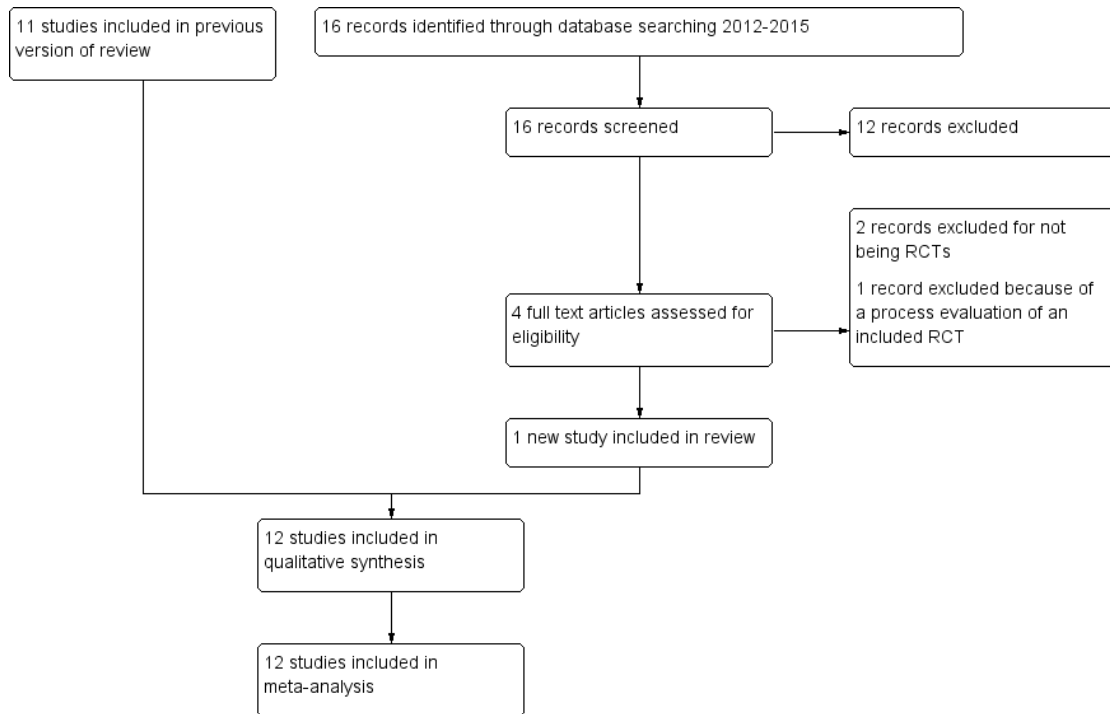 11 studies included in previous
version of review
16 records identified through database searching 2012-2015
16 records screened
12 records excluded
2 records excluded for not
being RCTs
1 record excluded because of
a process evaluation of an
included RCT
4 full text articles assessed for
eligibility
1 new study included in review
12 studies included in
qualitative synthesis
12 studies included in
meta-analysis